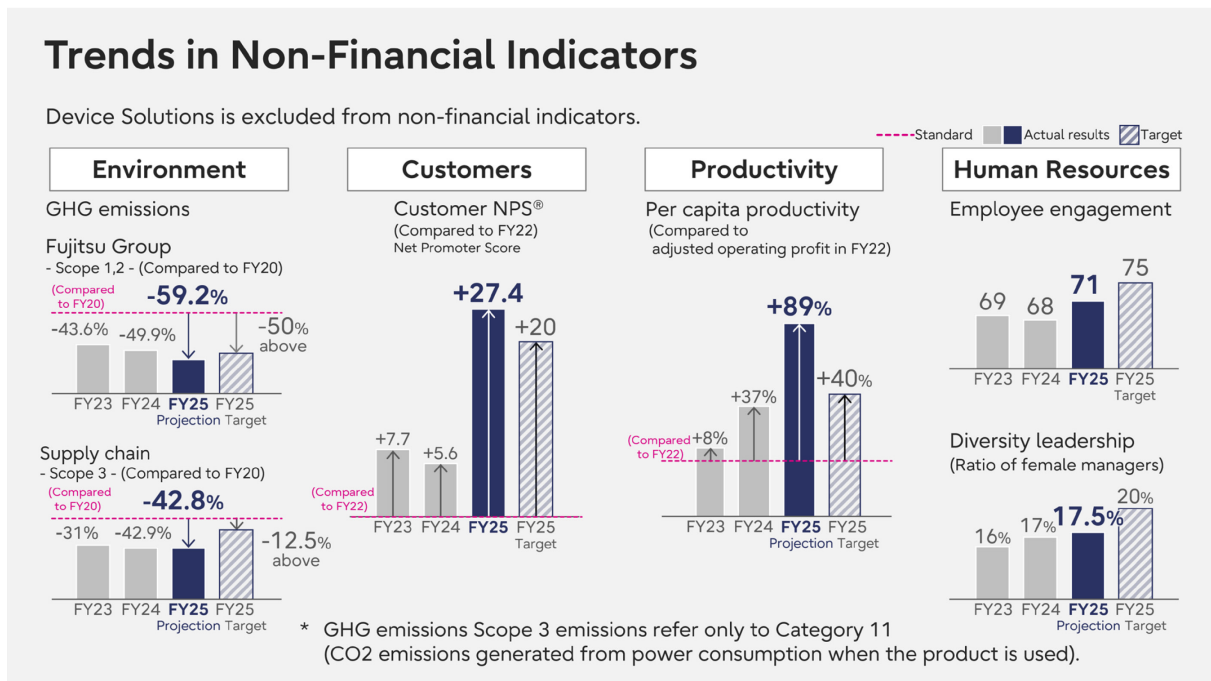 Trends in Non-Financial Indicators
Device Solutions is excluded from non-financial indicators.
Standard Actual results Target
Environment
GHG emissions
Fujitsu Group
- Scope 1,2 - (Compared to FY20)
(Compared
to FY20)
-59.2%
-43.6%
-49.9%
-50%
above
FY23 FY24 FY25 FY25
Projection Target
Supply chain
- Scope 3 - (Compared to FY20)
(Compared
to FY20)
-42.8%
-31%
-42.9%
-12.5%
above
FY23 FY24 FY25 FY25
Projection Target
Customers
Customer NPS®
(Compared to FY22)
Net Promoter Score
+27.4
+20
+7.7
+5.6
(Compared
to FY22)
FY23 FY24 FY25 FY25
Target
Productivity
Per capita productivity
(Compared to
adjusted operating profit in FY22)
+89%
+40%
+37%
+8%
(Compared
to FY22)
FY23 FY24 FY25 FY25
Projection Target
Human Resources
Employee engagement
69 68 71 75
FY23 FY24 FY25 FY25
Target
Diversity leadership
(Ratio of female managers)
16% 17% 17.5% 20%
FY23 FY24 FY25 FY25
Projection Target
* GHG emissions Scope 3 emissions refer only to Category 11
(CO2 emissions generated from power consumption when the product is used).